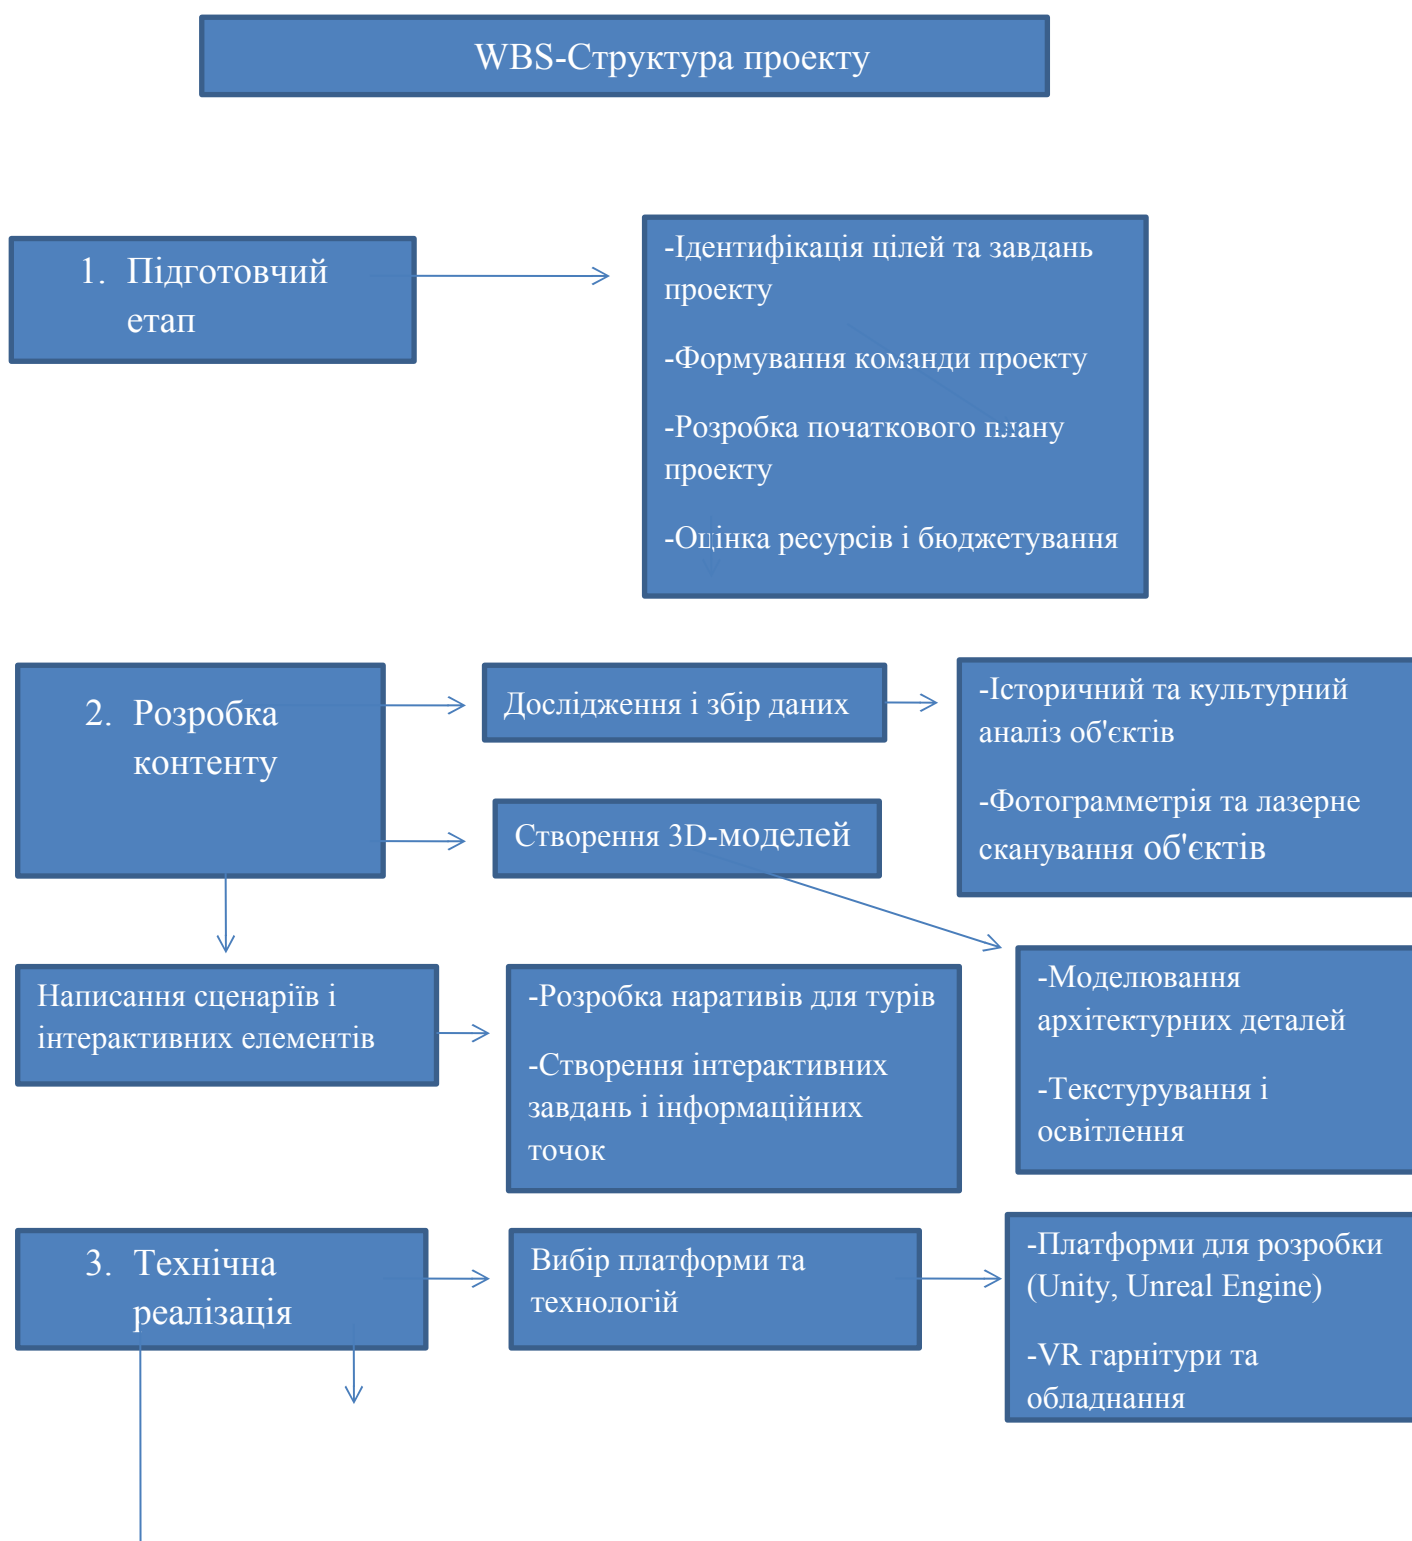 WBS-Структура проекту
1. Підготовчий
етап
-Ідентифікація цілей та завдань
проекту
-Формування команди проекту
-Розробка початкового плану
проекту
-Оцінка ресурсів і бюджетування
2. Розробка
контенту
Дослідження і збір даних
-Історичний та культурний
аналіз об'єктів
-Фотограмметрія та лазерне
сканування об'єктів
Створення 3D-моделей
-Моделювання
архітектурних деталей
-Текстурування і
освітлення
Написання сценаріїв і
інтерактивних елементів
-Розробка наративів для турів
-Створення інтерактивних
завдань і інформаційних
точок
3. Технічна
реалізація
Вибір платформи та
технологій
-Платформи для розробки
(Unity, Unreal Engine)
-VR гарнітури та
обладнання